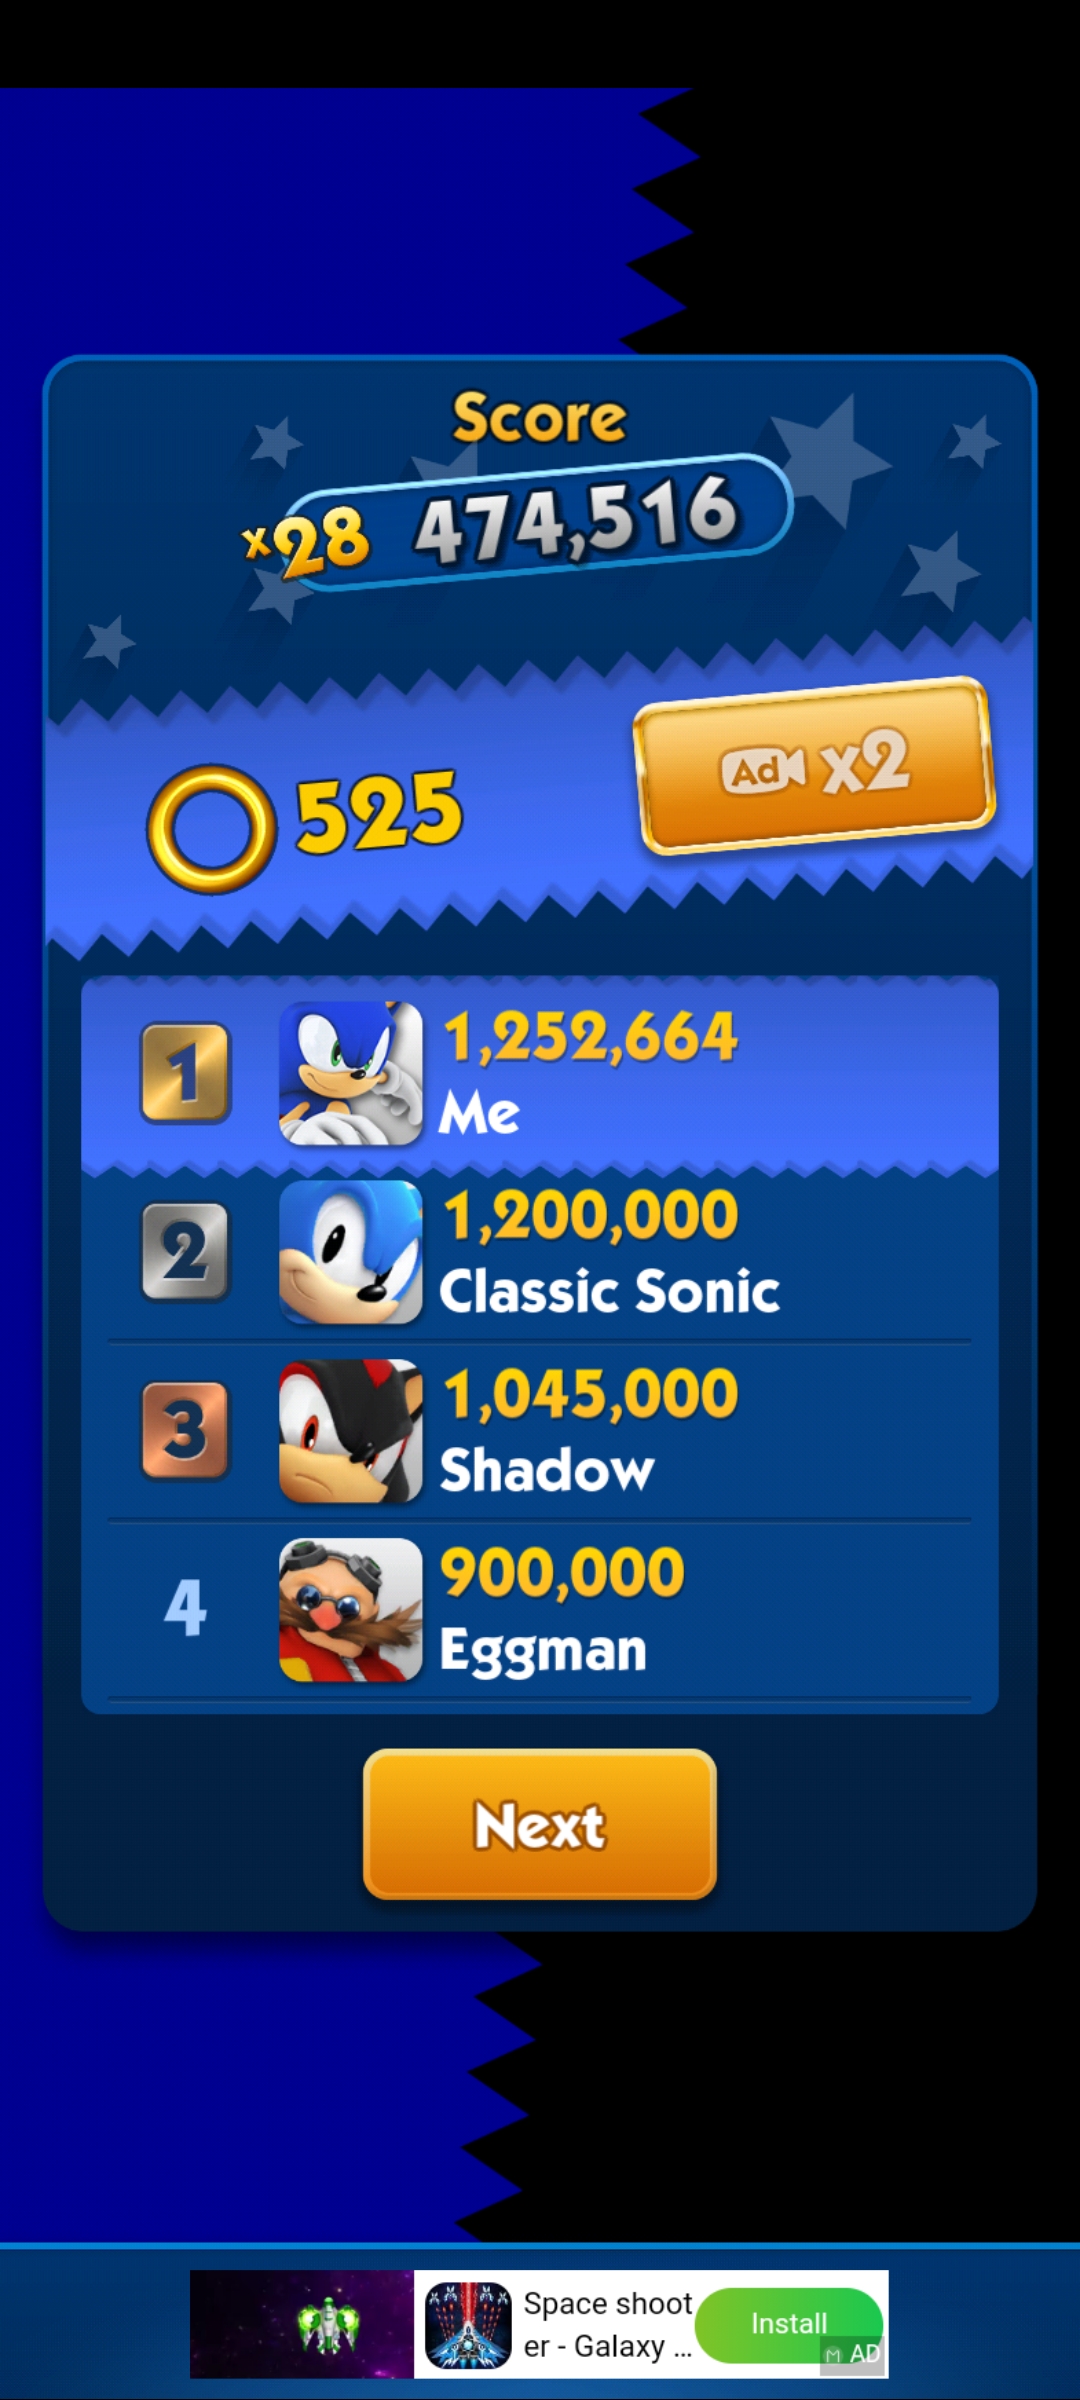 Score
x28 474,516
525
Ad x2
1
1,252,664
Me
2
1,200,000
Classic Sonic
3
1,045,000
Shadow
4
900,000
Eggman
Next
Space shoot
er - Galaxy ...
Install
AD